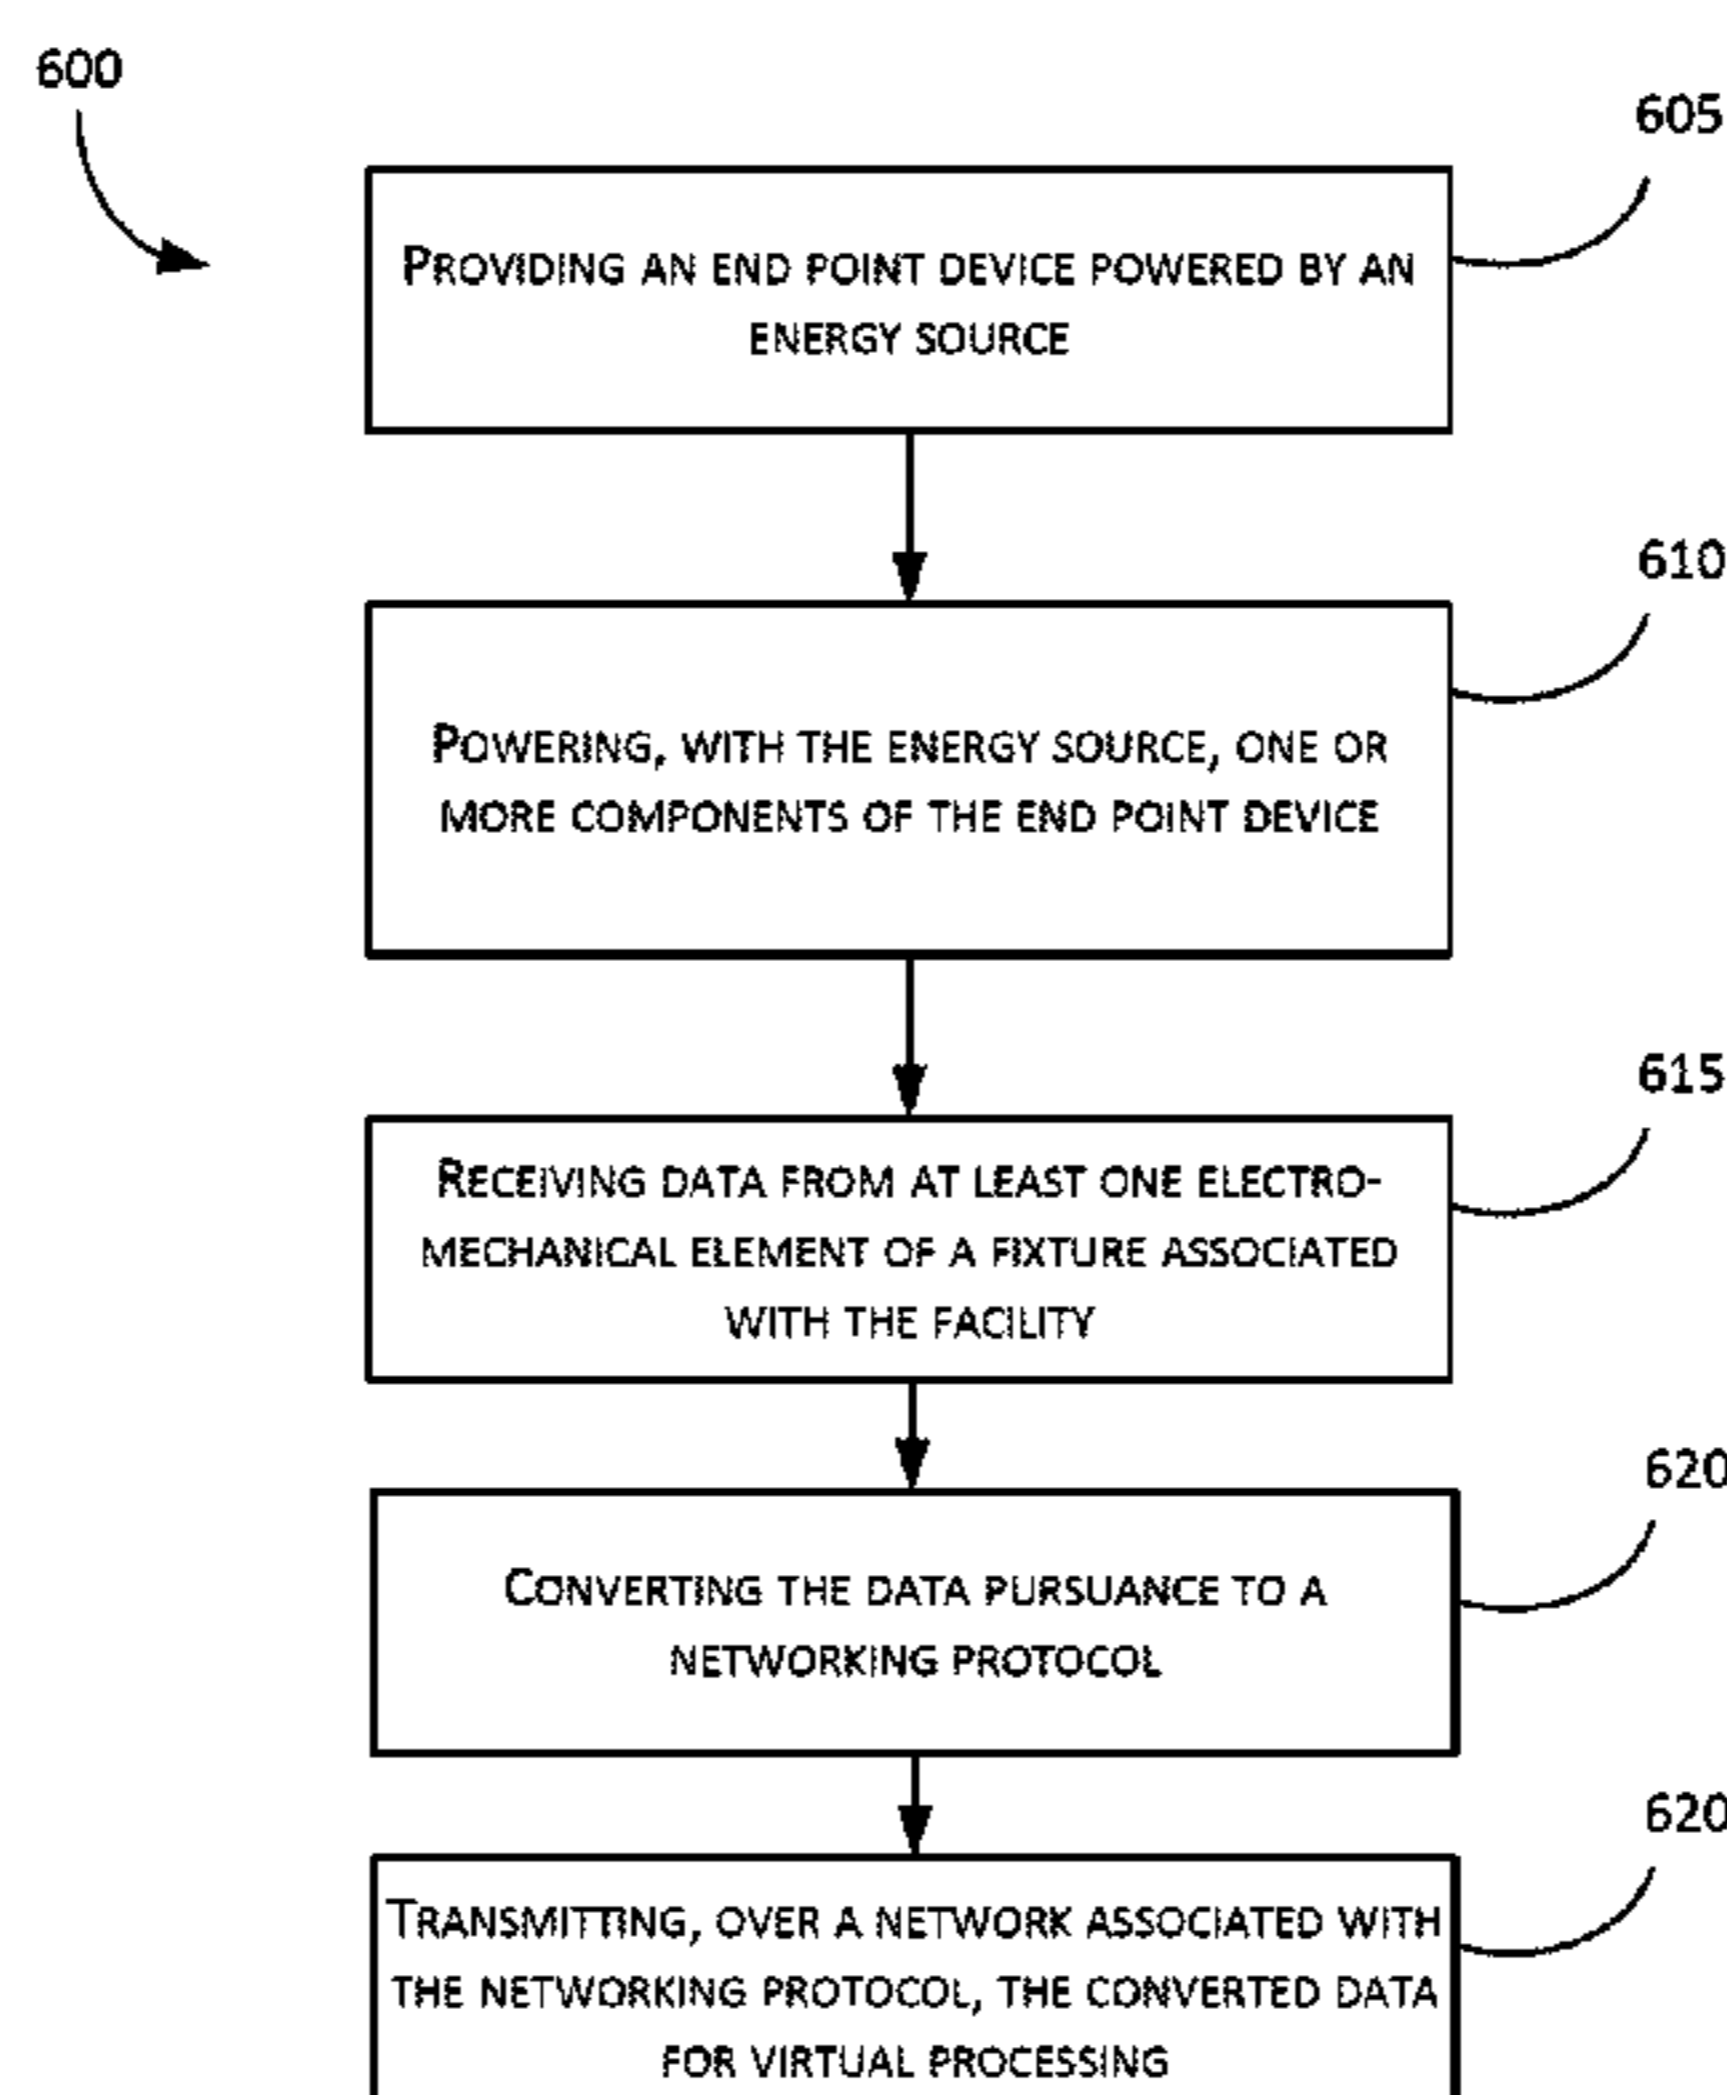 600
605
PROVIDING AN END POINT DEVICE POWERED BY AN
ENERGY SOURCE
610
POWERING, WITH THE ENERGY SOURCE, ONE OR
MORE COMPONENTS OF THE END POINT DEVICE
615
RECEIVING DATA FROM AT LEAST ONE ELECTRO-
MECHANICAL ELEMENT OF A FIXTURE ASSOCIATED
WITH THE FACILITY
620
CONVERTING THE DATA PURSUANCE TO A
NETWORKING PROTOCOL
620
TRANSMITTING, OVER A NETWORK ASSOCIATED WITH
THE NETWORKING PROTOCOL, THE CONVERTED DATA
FOR VIRTUAL PROCESSING